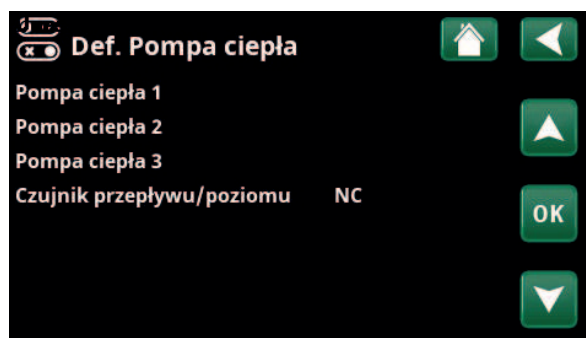 Def. Pompa ciepła
Pompa ciepła 1
Pompa ciepła 2
Pompa ciepła 3
Czujnik przepływu/poziomu NC
OK